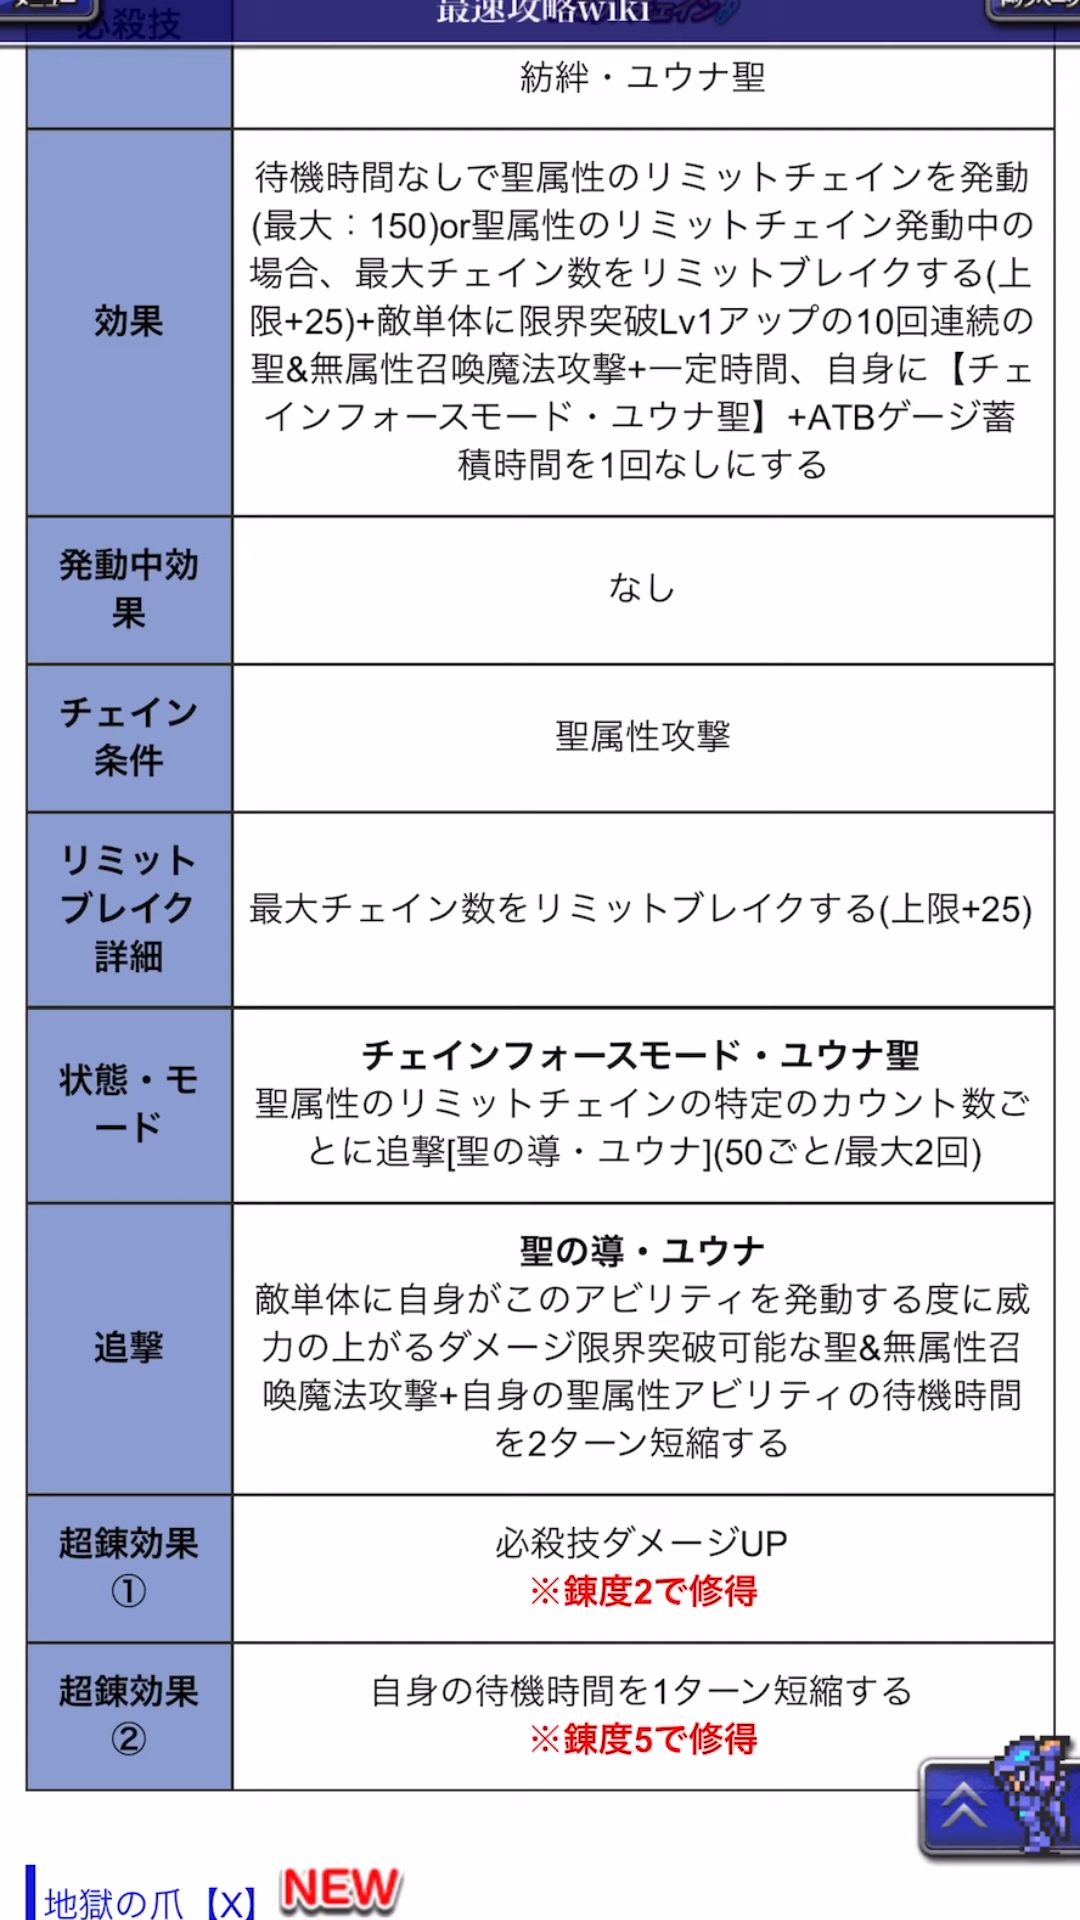 最速攻略wiki
必殺技
紡絆・ユウナ聖
効果
待機時間なしで聖属性のリミットチェインを発動
(最大：150)or聖属性のリミットチェイン発動中の
場合、最大チェイン数をリミットブレイクする(上
限+25)+敵単体に限界突破Lv1アップの10回連続の
聖&無属性召喚魔法攻撃+一定時間、自身に【チェ
インフォースモード・ユウナ聖】+ATBゲージ蓄
積時間を1回なしにする
発動中効
果
なし
チェイン
条件
聖属性攻撃
リミット
ブレイク
詳細
最大チェイン数をリミットブレイクする(上限+25)
状態・モ
ード
チェインフォースモード・ユウナ聖
聖属性のリミットチェインの特定のカウント数ご
とに追撃[聖の導・ユウナ](50ごと/最大2回)
追撃
聖の導・ユウナ
敵単体に自身がこのアビリティを発動する度に威
力の上がるダメージ限界突破可能な聖&無属性召
喚魔法攻撃+自身の聖属性アビリティの待機時間
を2ターン短縮する
超錬効果
①
必殺技ダメージUP
※錬度2で修得
超錬効果
②
自身の待機時間を1ターン短縮する
※錬度5で修得
地獄の爪【X】 NEW